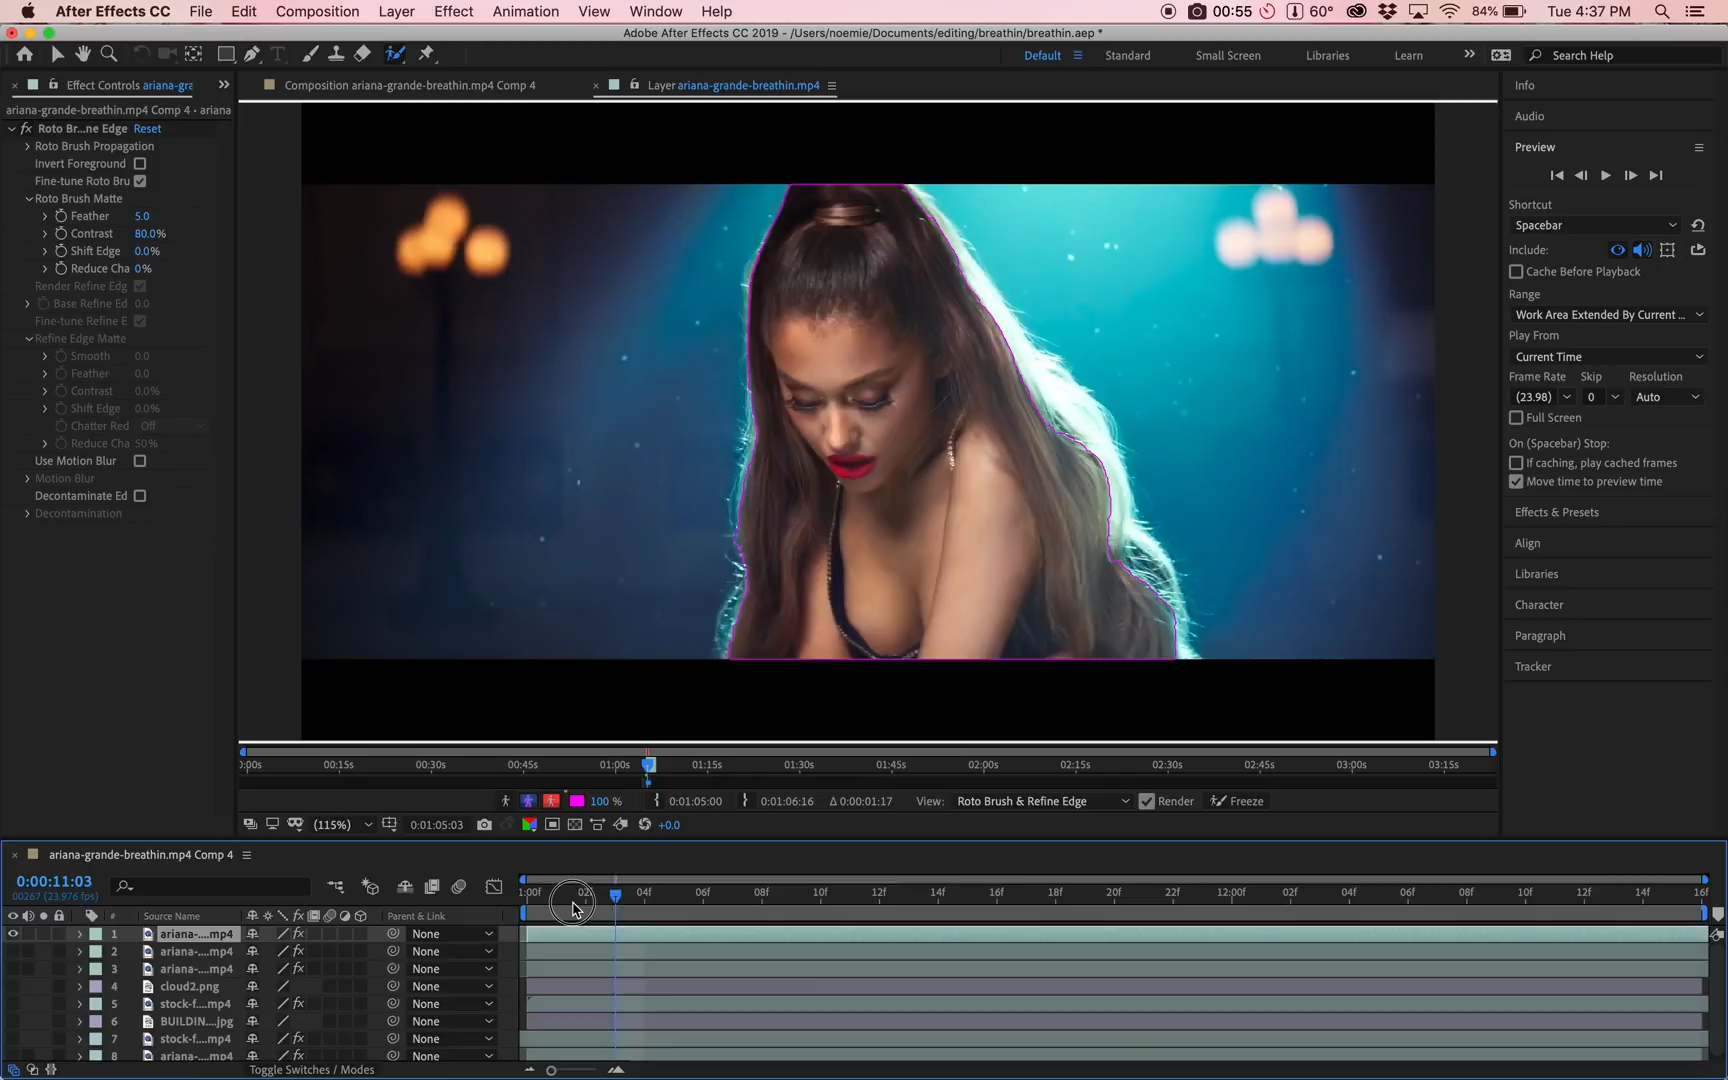 After Effects CC File Edit Composition Layer Effect Animation View Window Help 00:55 60° 84% Tue 4:37 PM
Adobe After Effects CC 2019 - /Users/noemie/Documents/editing/breathin/breathin.aep *
Default Standard Small Screen Libraries Learn Search Help
Effect Controls ariana-gra
ariana-grande-breathin.mp4 Comp 4 • ariana
fx Roto Br...ne Edge Reset
Roto Brush Propagation
Invert Foreground
Fine-tune Roto Bru
Roto Brush Matte
Feather 5.0
Contrast 80.0%
Shift Edge 0.0%
Reduce Cha 0%
Render Refine Edg
Base Refine Ed 0.0
Fine-tune Refine E
Refine Edge Matte
Smooth 0.0
Feather 0.0
Contrast 0.0%
Shift Edge 0.0%
Chatter Red Off
Reduce Cha 50%
Use Motion Blur
Motion Blur
Decontaminate Ed
Decontamination
Composition ariana-grande-breathin.mp4 Comp 4
Layer ariana-grande-breathin.mp4
:00s 00:15s 00:30s 00:45s 01:00s 01:15s 01:30s 01:45s 02:00s 02:15s 02:30s 02:45s 03:00s 03:15s
100 % 0:01:05:00 0:01:06:16 Δ 0:00:01:17 View: Roto Brush & Refine Edge Render Freeze
(115%) 0:01:05:03 +0.0
Info
Audio
Preview
Shortcut
Spacebar
Include:
Cache Before Playback
Range
Work Area Extended By Current ...
Play From
Current Time
Frame Rate Skip Resolution
(23.98) 0 Auto
Full Screen
On (Spacebar) Stop:
If caching, play cached frames
Move time to preview time
Effects & Presets
Align
Libraries
Character
Paragraph
Tracker
ariana-grande-breathin.mp4 Comp 4
0:00:11:03
00267 (23.976 fps)
1:00f 02 04f 06f 08f 10f 12f 14f 16f 18f 20f 22f 12:00f 02f 04f 06f 08f 10f 12f 14f 16f
# Source Name Parent & Link
1 ariana-....mp4 fx None
2 ariana-....mp4 fx None
3 ariana-....mp4 fx None
4 cloud2.png None
5 stock-f....mp4 fx None
6 BUILDIN....jpg None
7 stock-f....mp4 fx None
8 ariana-....mp4 fx None
Toggle Switches / Modes